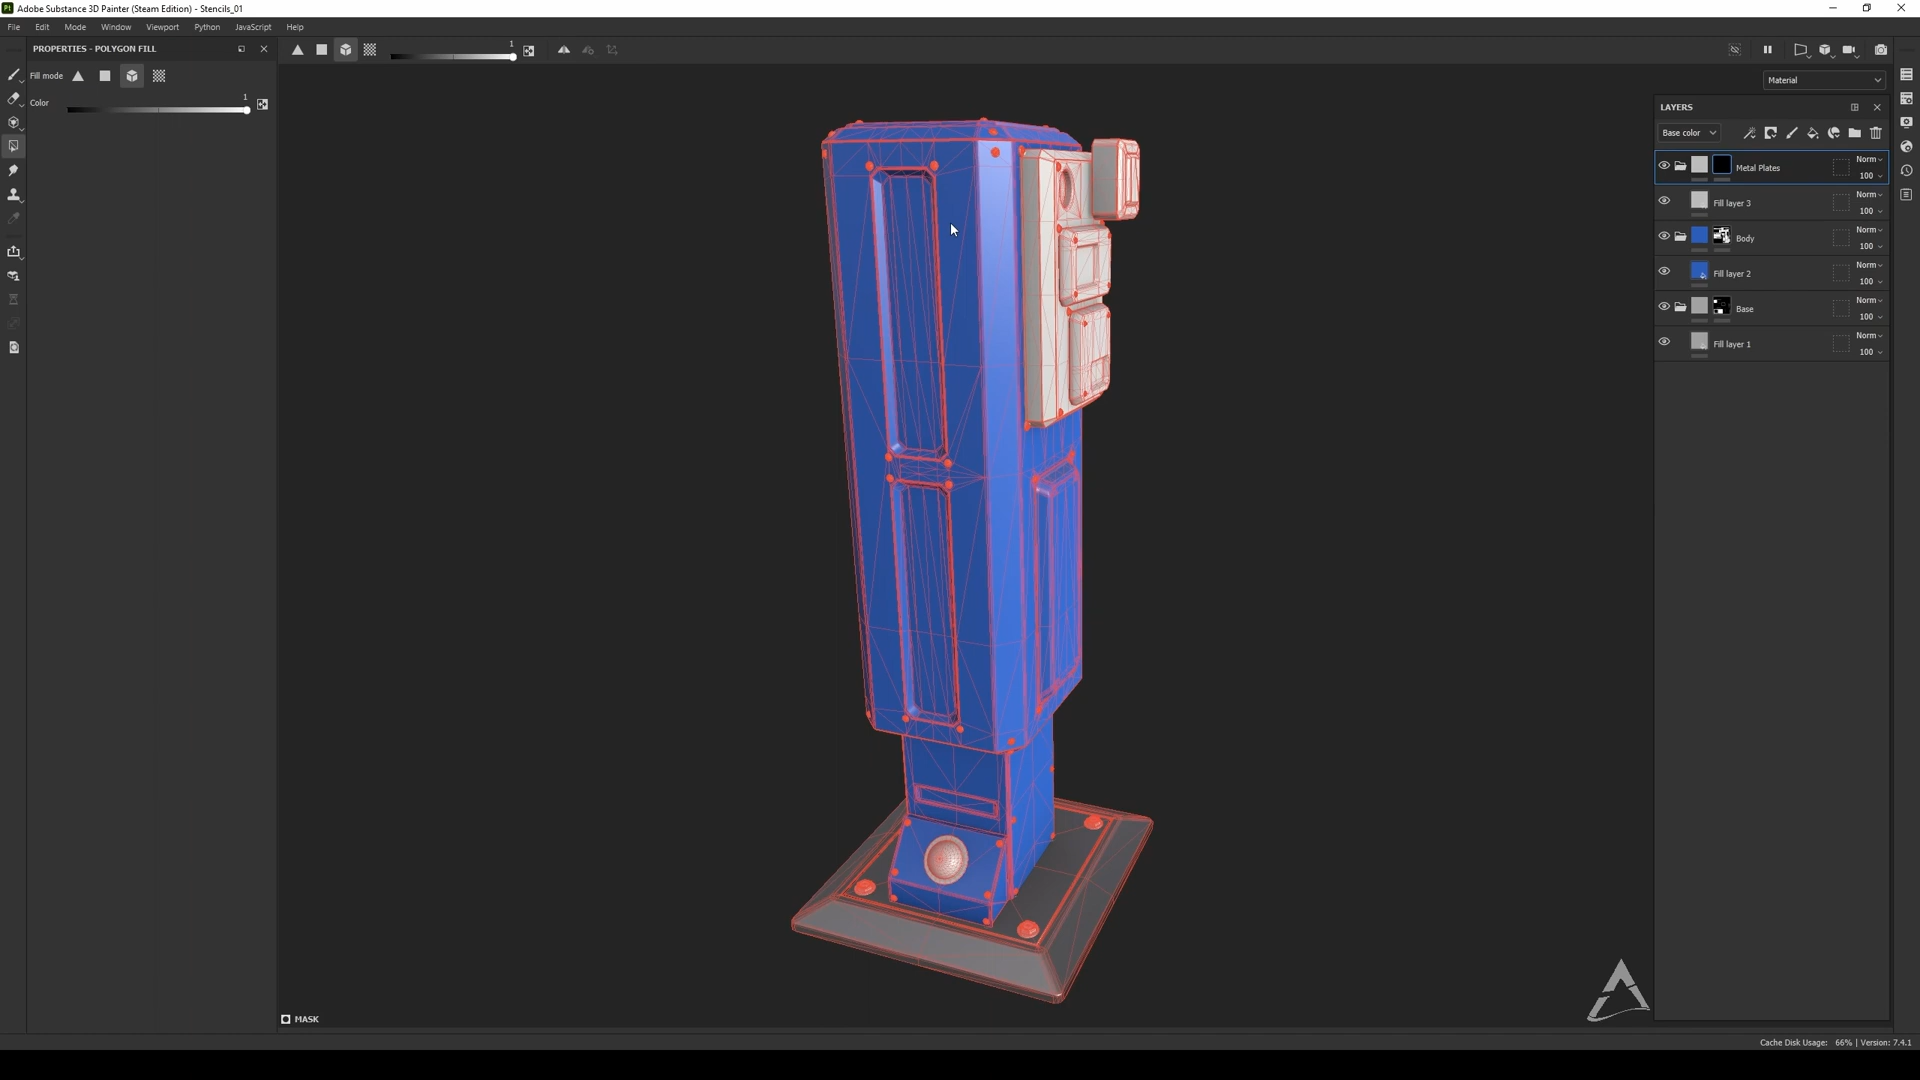 Adobe Substance 3D Painter (Steam Edition) - Stencils_01
File Edit Mode Window Viewport Python JavaScript Help
PROPERTIES - POLYGON FILL
1
Fill mode
Material
Color
1
LAYERS
Base color
Metal Plates
Norm
100
Fill layer 3
Norm
100
Body
Norm
100
Fill layer 2
Norm
100
Base
Norm
100
Fill layer 1
Norm
100
MASK
Cache Disk Usage: 66% | Version: 7.4.1